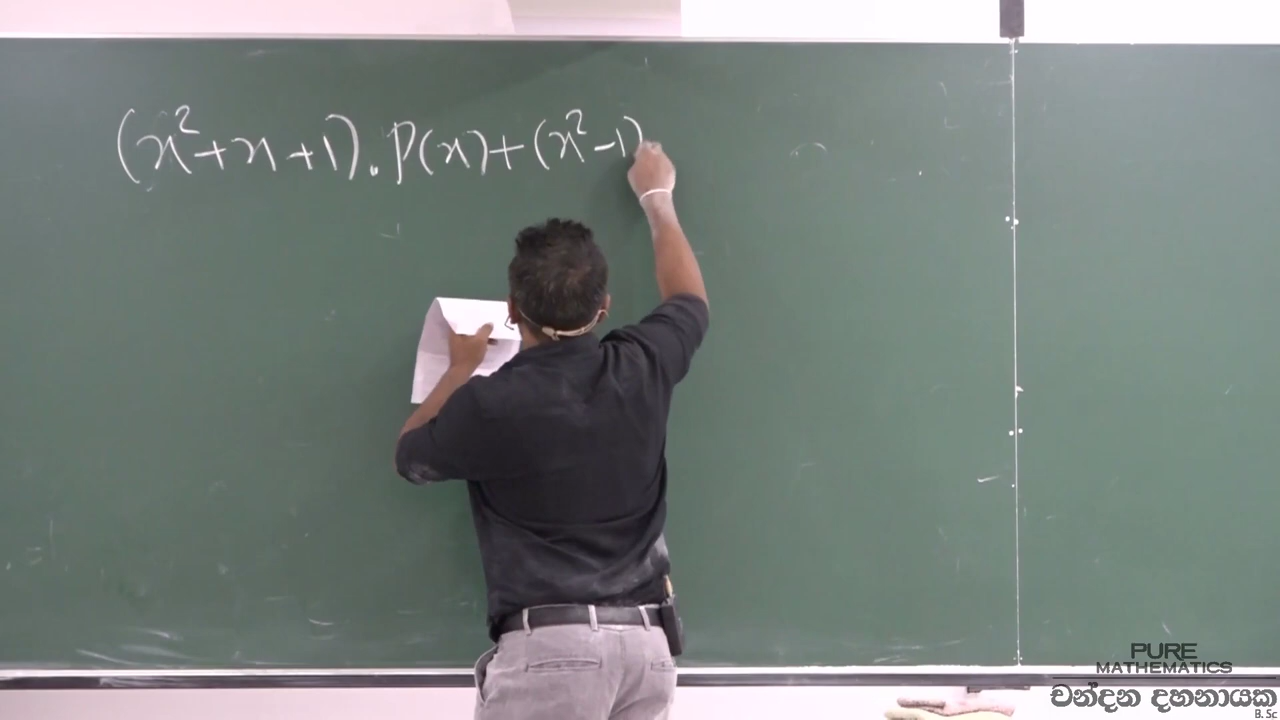 (x²+x+1).P(x)+(x²-1)
PURE
MATHEMATICS
චන්දන දහනායක
B. Sc